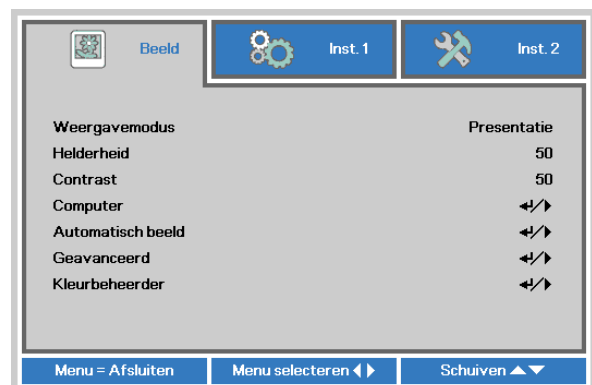 Beeld Inst. 1 Inst. 2
Weergavemodus Presentatie
Helderheid 50
Contrast 50
Computer ↵/▶
Automatisch beeld ↵/▶
Geavanceerd ↵/▶
Kleurbeheerder ↵/▶
Menu = Afsluiten Menu selecteren ◀▶ Schuiven ▲▼